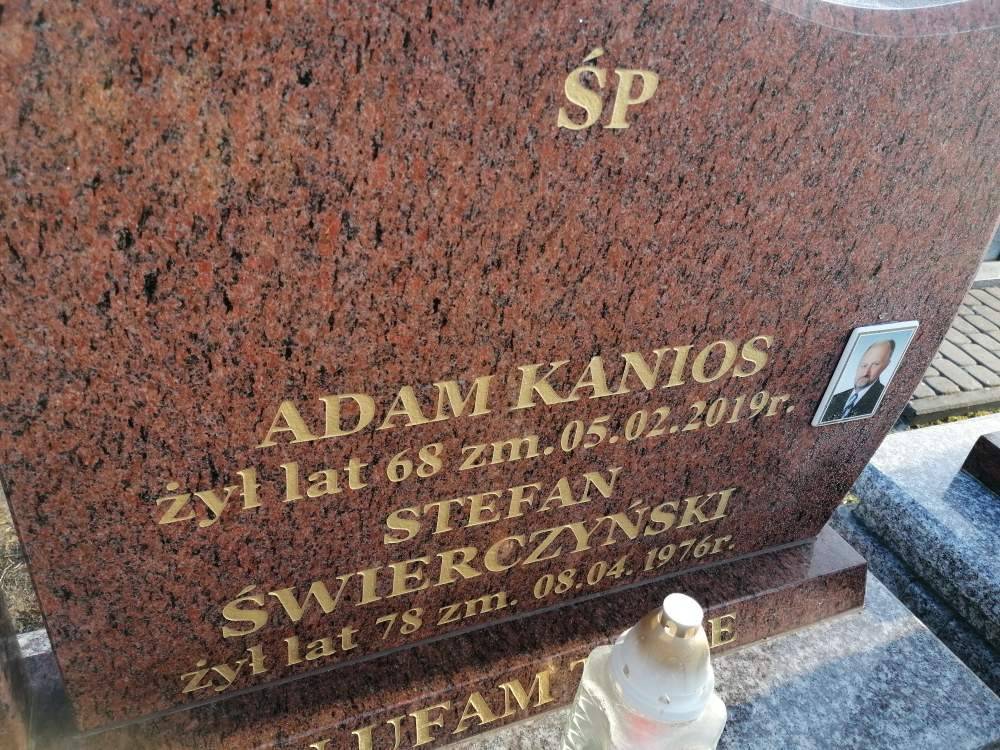 ŚP
ADAM KANIOS
żył lat 68 zm. 05.02.2019r.
STEFAN
ŚWIERCZYŃSKI
żył lat 78 zm. 08.04.1976r.
UFAM